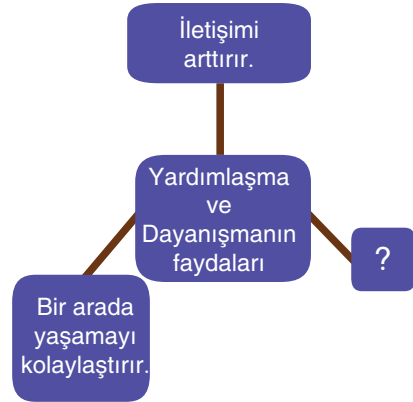 İletişimi
arttırır.
Yardımlaşma
ve
Dayanışmanın
faydaları
?
Bir arada
yaşamayı
kolaylaştırır.